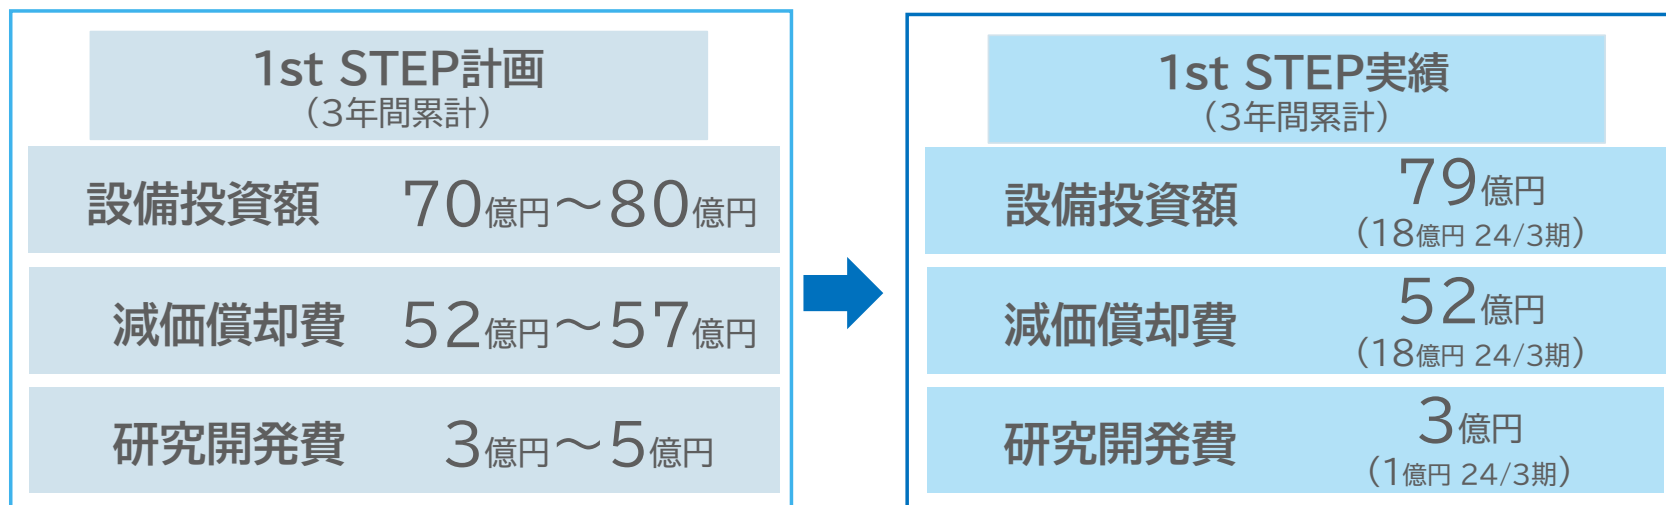 1st STEP計画
（3年間累計）
設備投資額 70億円～80億円
減価償却費 52億円～57億円
研究開発費 3億円～5億円
1st STEP実績
（3年間累計）
設備投資額 79億円
（18億円 24/3期）
減価償却費 52億円
（18億円 24/3期）
研究開発費 3億円
（1億円 24/3期）